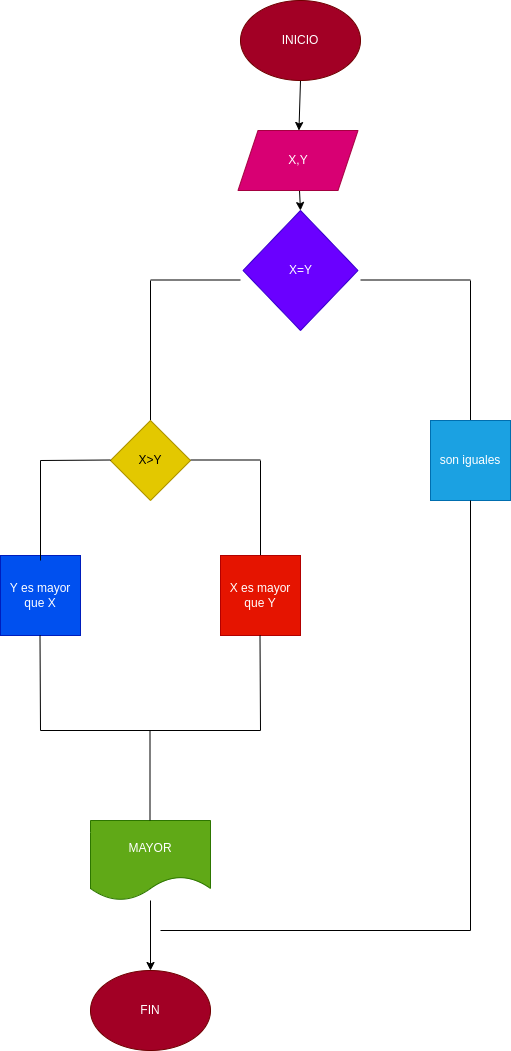 INICIO
X,Y
X=Y
X>Y
son iguales
Y es mayor
que X
X es mayor
que Y
MAYOR
FIN